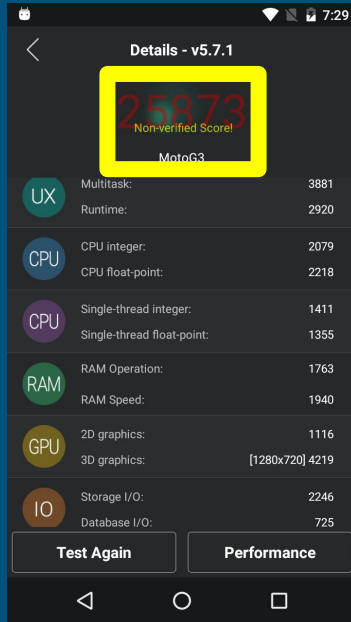 7:29
Details - v5.7.1
25873
Non-verified Score!
MotoG3
UX
Multitask: 3881
Runtime: 2920
CPU
CPU integer: 2079
CPU float-point: 2218
CPU
Single-thread integer: 1411
Single-thread float-point: 1355
RAM
RAM Operation: 1763
RAM Speed: 1940
GPU
2D graphics: 1116
3D graphics: [1280x720] 4219
IO
Storage I/O: 2246
Database I/O: 725
Test Again
Performance